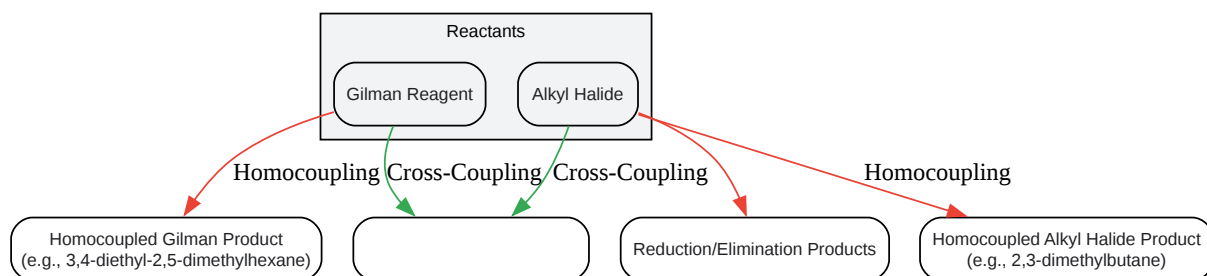 Reactants
Gilman Reagent
Alkyl Halide
Homocoupling
Cross-Coupling
Cross-Coupling
Homocoupling
Homocoupled Gilman Product
(e.g., 3,4-diethyl-2,5-dimethylhexane)
Reduction/Elimination Products
Homocoupled Alkyl Halide Product
(e.g., 2,3-dimethylbutane)